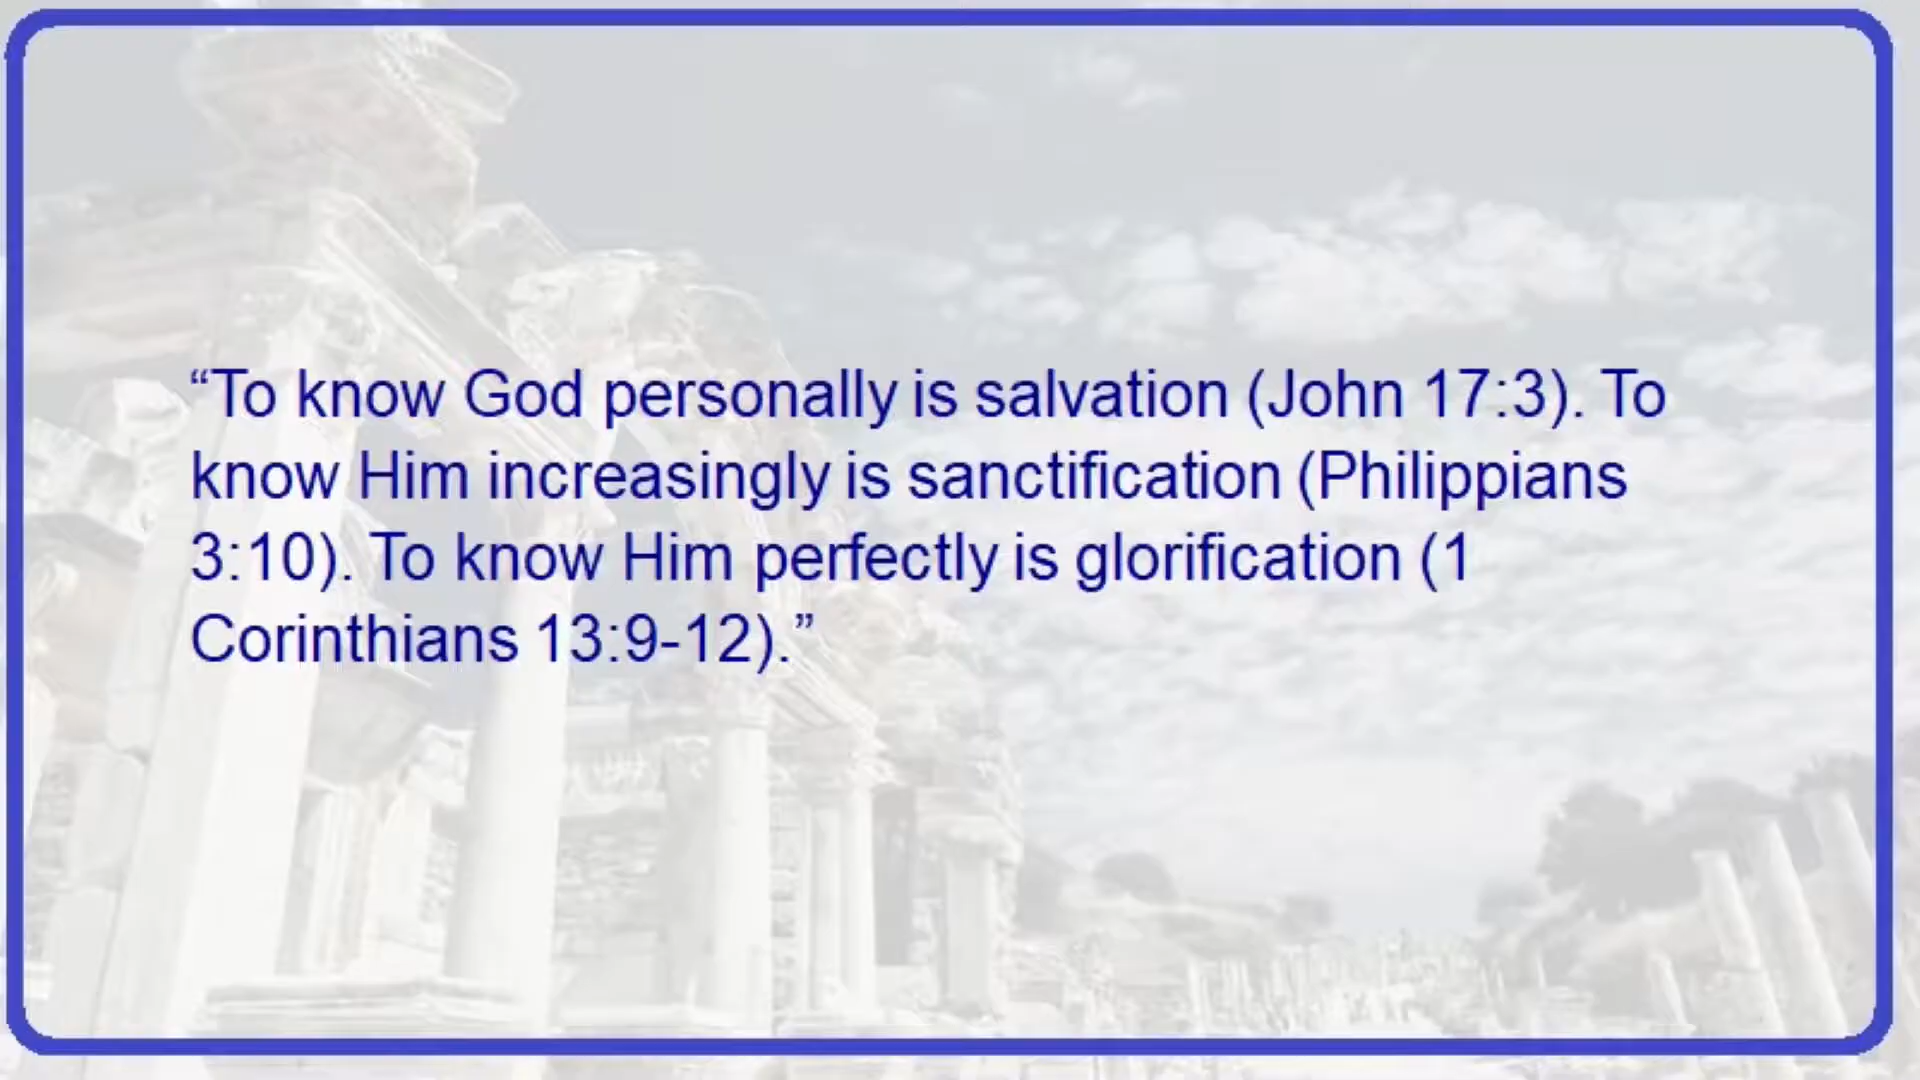 “To know God personally is salvation (John 17:3). To
know Him increasingly is sanctification (Philippians
3:10). To know Him perfectly is glorification (1
Corinthians 13:9-12).”